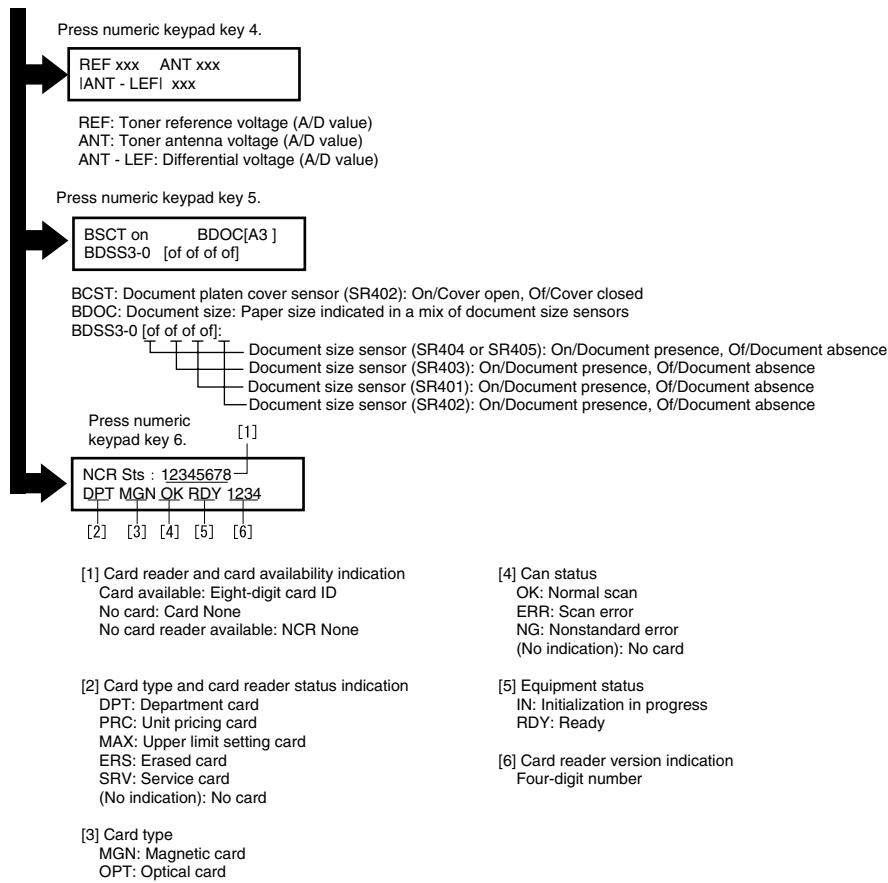 Press numeric keypad key 4.
REF xxx ANT xxx
|ANT - LEF| xxx
REF: Toner reference voltage (A/D value)
ANT: Toner antenna voltage (A/D value)
ANT - LEF: Differential voltage (A/D value)
Press numeric keypad key 5.
BSCT on BDOC[A3 ]
BDSS3-0 [of of of of]
BCST: Document platen cover sensor (SR402): On/Cover open, Of/Cover closed
BDOC: Document size: Paper size indicated in a mix of document size sensors
BDSS3-0 [of of of of]:
Document size sensor (SR404 or SR405): On/Document presence, Of/Document absence
Document size sensor (SR403): On/Document presence, Of/Document absence
Document size sensor (SR401): On/Document presence, Of/Document absence
Document size sensor (SR402): On/Document presence, Of/Document absence
Press numeric
keypad key 6.
[1]
NCR Sts : 12345678
DPT MGN OK RDY 1234
[2] [3] [4] [5] [6]
[1] Card reader and card availability indication
Card available: Eight-digit card ID
No card: Card None
No card reader available: NCR None
[2] Card type and card reader status indication
DPT: Department card
PRC: Unit pricing card
MAX: Upper limit setting card
ERS: Erased card
SRV: Service card
(No indication): No card
[3] Card type
MGN: Magnetic card
OPT: Optical card
[4] Can status
OK: Normal scan
ERR: Scan error
NG: Nonstandard error
(No indication): No card
[5] Equipment status
IN: Initialization in progress
RDY: Ready
[6] Card reader version indication
Four-digit number